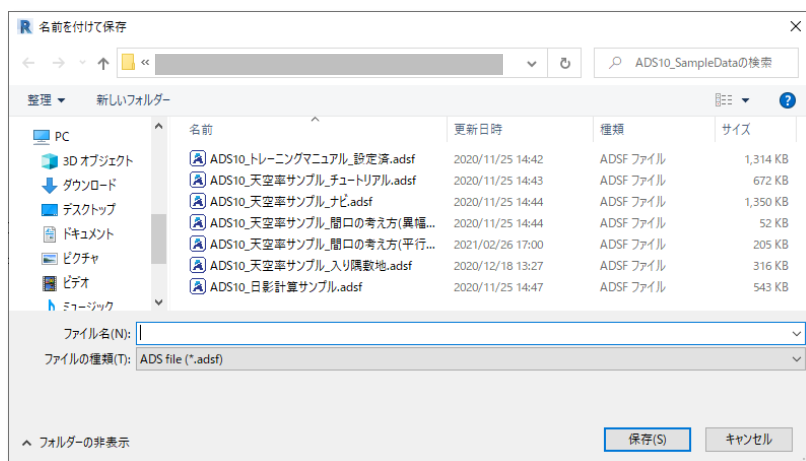 R 名前を付けて保存
« ADS10_SampleDataの検索
整理 新しいフォルダー
名前 更新日時 種類 サイズ
PC
3D オブジェクト
ダウンロード
デスクトップ
ドキュメント
ピクチャ
ビデオ
ミュージック
ADS10_トレーニングマニュアル_設定済.adsf 2020/11/25 14:42 ADSF ファイル 1,314 KB
ADS10_天空率サンプル_チュートリアル.adsf 2020/11/25 14:43 ADSF ファイル 672 KB
ADS10_天空率サンプル_ナビ.adsf 2020/11/25 14:44 ADSF ファイル 1,350 KB
ADS10_天空率サンプル_間口の考え方(異幅... 2020/11/25 14:44 ADSF ファイル 52 KB
ADS10_天空率サンプル_間口の考え方(平行... 2021/02/26 17:00 ADSF ファイル 205 KB
ADS10_天空率サンプル_入り隅敷地.adsf 2020/12/18 13:27 ADSF ファイル 316 KB
ADS10_日影計算サンプル.adsf 2020/11/25 14:47 ADSF ファイル 543 KB
ファイル名(N):
ファイルの種類(T): ADS file (*.adsf)
フォルダーの非表示 保存(S) キャンセル